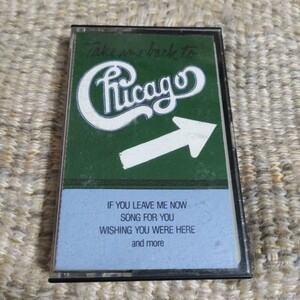 Take me back to
Chicago
IF YOU LEAVE ME NOW
SONG FOR YOU
WISHING YOU WERE HERE
and more